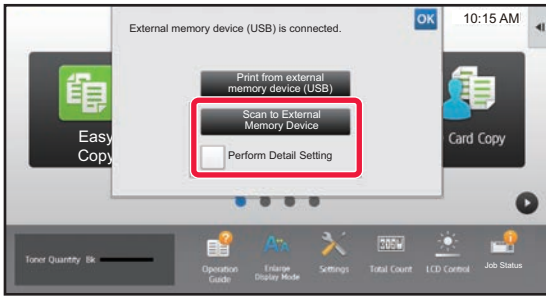 External memory device (USB) is connected.
OK
10:15 AM
Print from external
memory device (USB)
Scan to External
Memory Device
Perform Detail Setting
Easy
Copy
Card Copy
Toner Quantity Bk
Operation
Guide
Enlarge
Display Mode
Settings
Total Count
LCD Control
Job Status